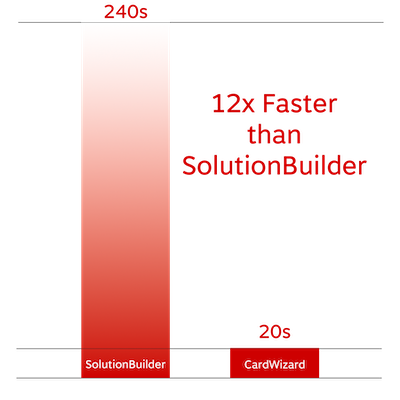 240s
12x Faster
than
SolutionBuilder
20s
SolutionBuilder
CardWizard